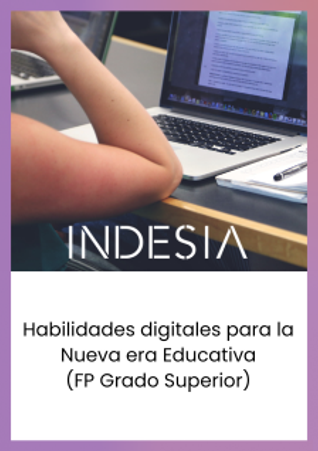 INDESIA
Habilidades digitales para la
Nueva era Educativa
(FP Grado Superior)